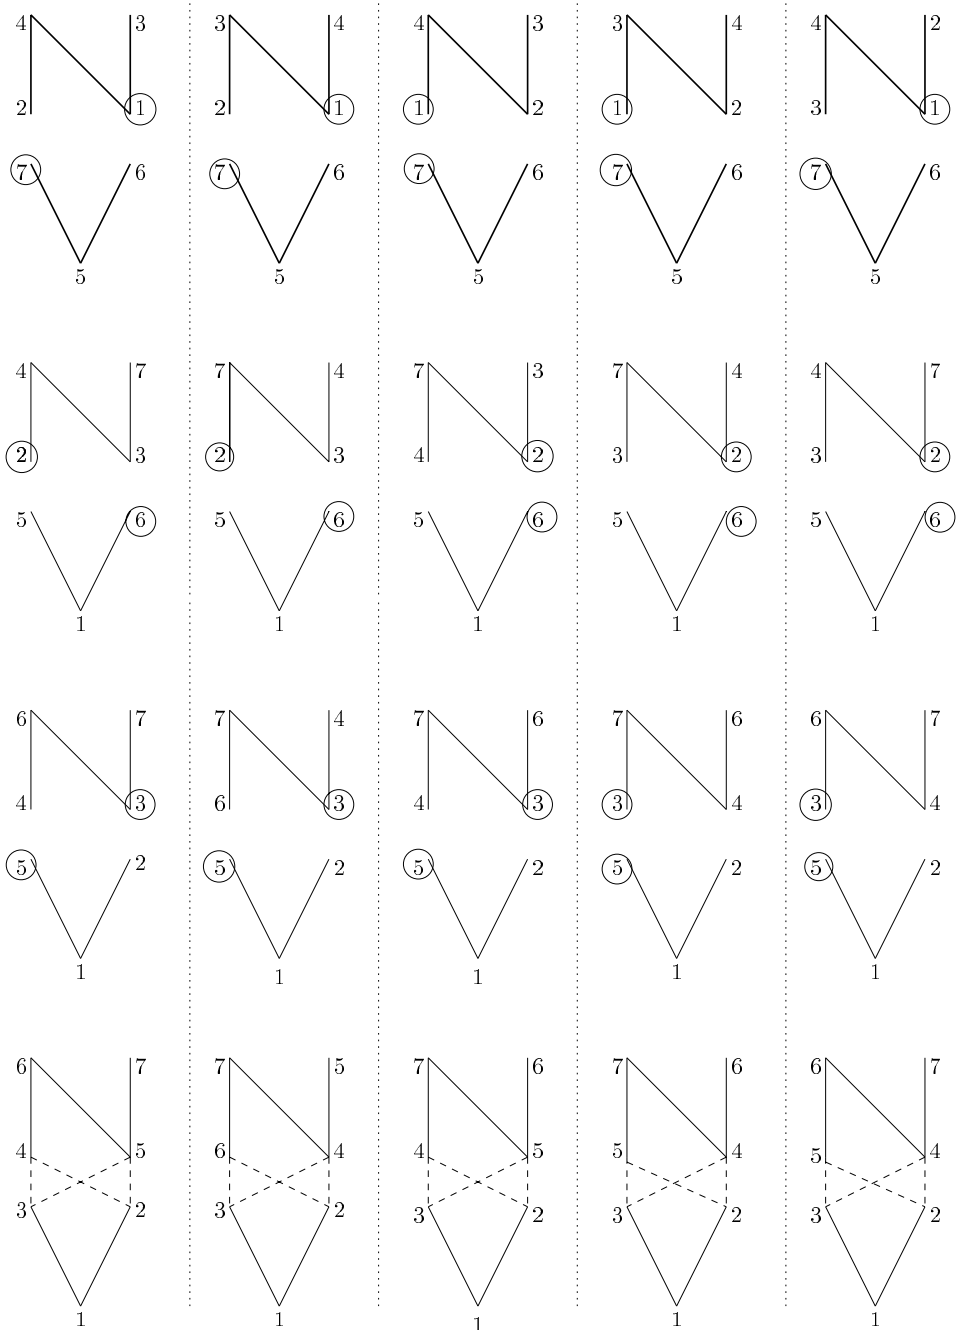 4 3 3 4 4 3 3 4 4 2
2 1 2 1 1 2 1 2 3 1
7 6 7 6 7 6 7 6 7 6
5 5 5 5 5
4 7 7 4 7 3 7 4 4 7
2 3 2 3 4 2 3 2 3 2
5 6 5 6 5 6 5 6 5 6
1 1 1 1 1
6 7 7 4 7 6 7 6 6 7
4 3 6 3 4 3 3 4 3 4
5 2 5 2 5 2 5 2 5 2
1 1 1 1 1
6 7 7 5 7 6 7 6 6 7
4 5 6 4 4 5 5 4 5 4
3 2 3 2 3 2 3 2 3 2
1 1 1 1 1